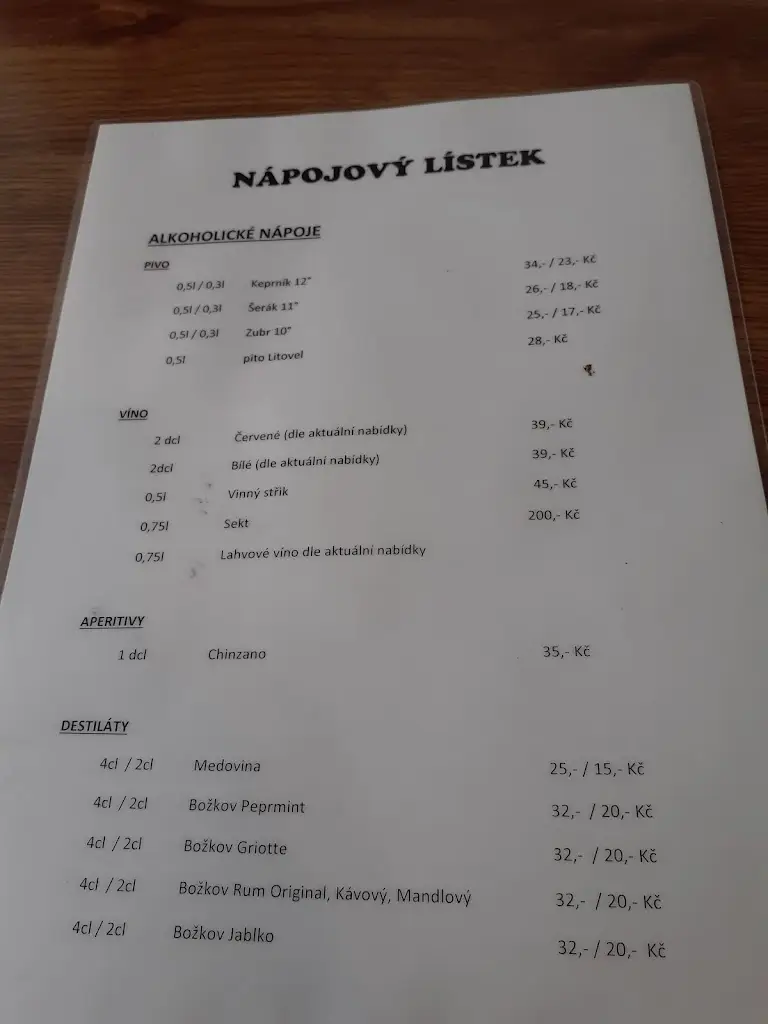 NÁPOJOVÝ LÍSTEK
ALKOHOLICKÉ NÁPOJE
PIVO
0,5l / 0,3l Keprník 12° 34,- / 23,- Kč
0,5l / 0,3l Šerák 11° 26,- / 18,- Kč
0,5l / 0,3l Zubr 10° 25,- / 17,- Kč
0,5l pito Litovel 28,- Kč
VÍNO
2 dcl Červené (dle aktuální nabídky) 39,- Kč
2dcl Bílé (dle aktuální nabídky) 39,- Kč
0,5l Vinný střik 45,- Kč
0,75l Sekt 200,- Kč
0,75l Lahvové víno dle aktuální nabídky
APERITIVY
1 dcl Chinzano 35,- Kč
DESTILÁTY
4cl / 2cl Medovina 25,- / 15,- Kč
4cl / 2cl Božkov Peprmint 32,- / 20,- Kč
4cl / 2cl Božkov Griotte 32,- / 20,- Kč
4cl / 2cl Božkov Rum Original, Kávový, Mandlový 32,- / 20,- Kč
4cl / 2cl Božkov Jablko 32,- / 20,- Kč